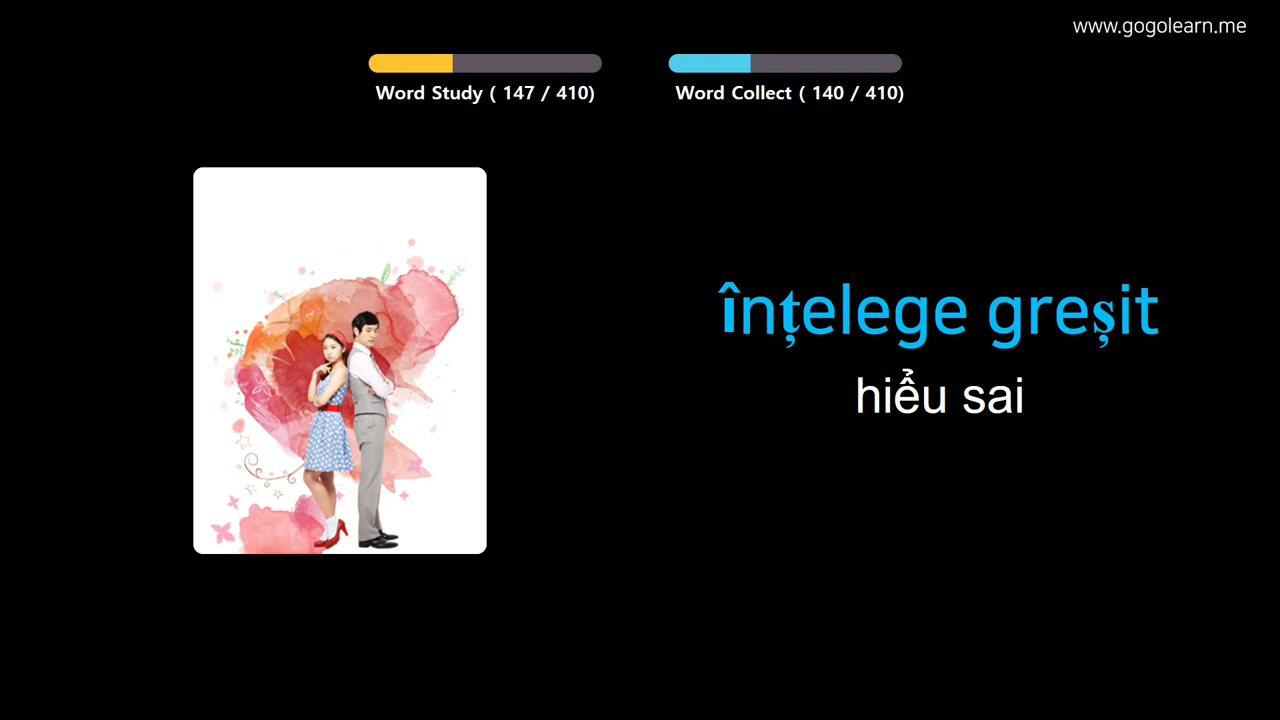 www.gogolearn.me
Word Study ( 147 / 410)
Word Collect ( 140 / 410)
înțelege greșit
hiểu sai